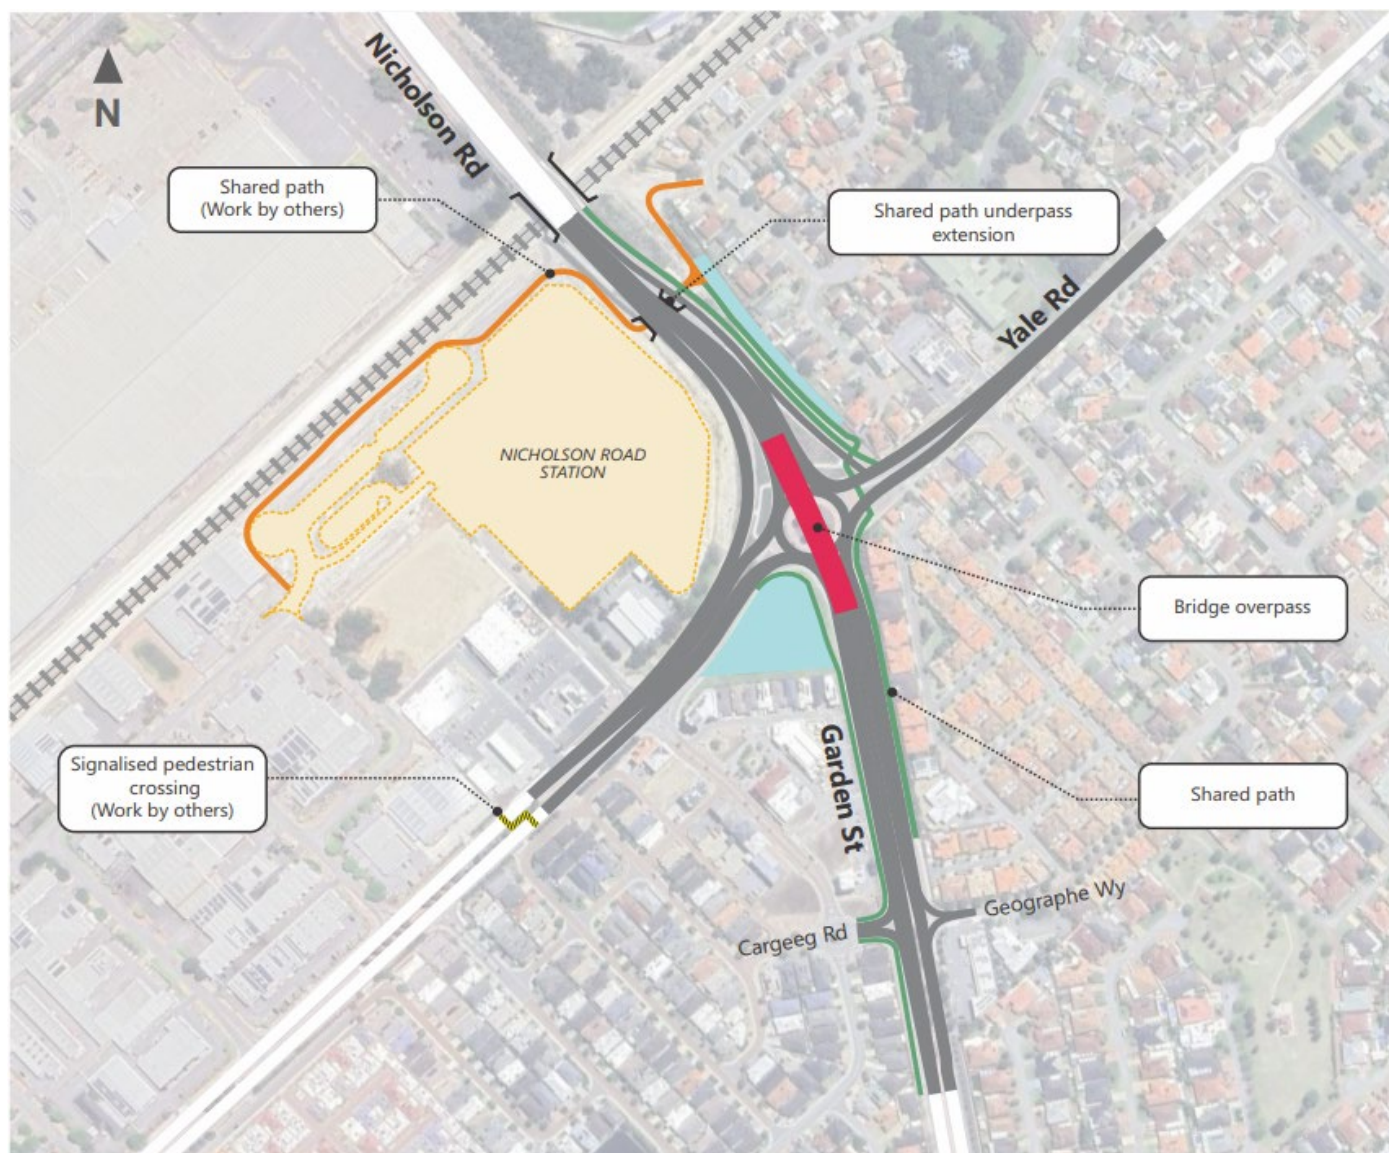 N
Nicholson Rd
Shared path
(Work by others)
Shared path underpass
extension
Yale Rd
NICHOLSON ROAD
STATION
Bridge overpass
Signalised pedestrian
crossing
(Work by others)
Garden St
Shared path
Geographe Wy
Cargeeg Rd